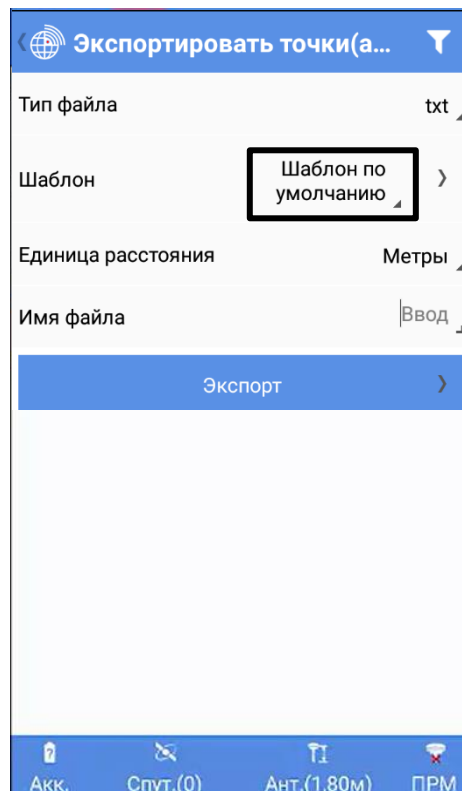 Экспортировать точки(а...
Тип файла txt
Шаблон Шаблон по
умолчанию
Единица расстояния Метры
Имя файла Ввод
Экспорт
Акк. Спут.(0) Ант.(1.80м) ПРМ